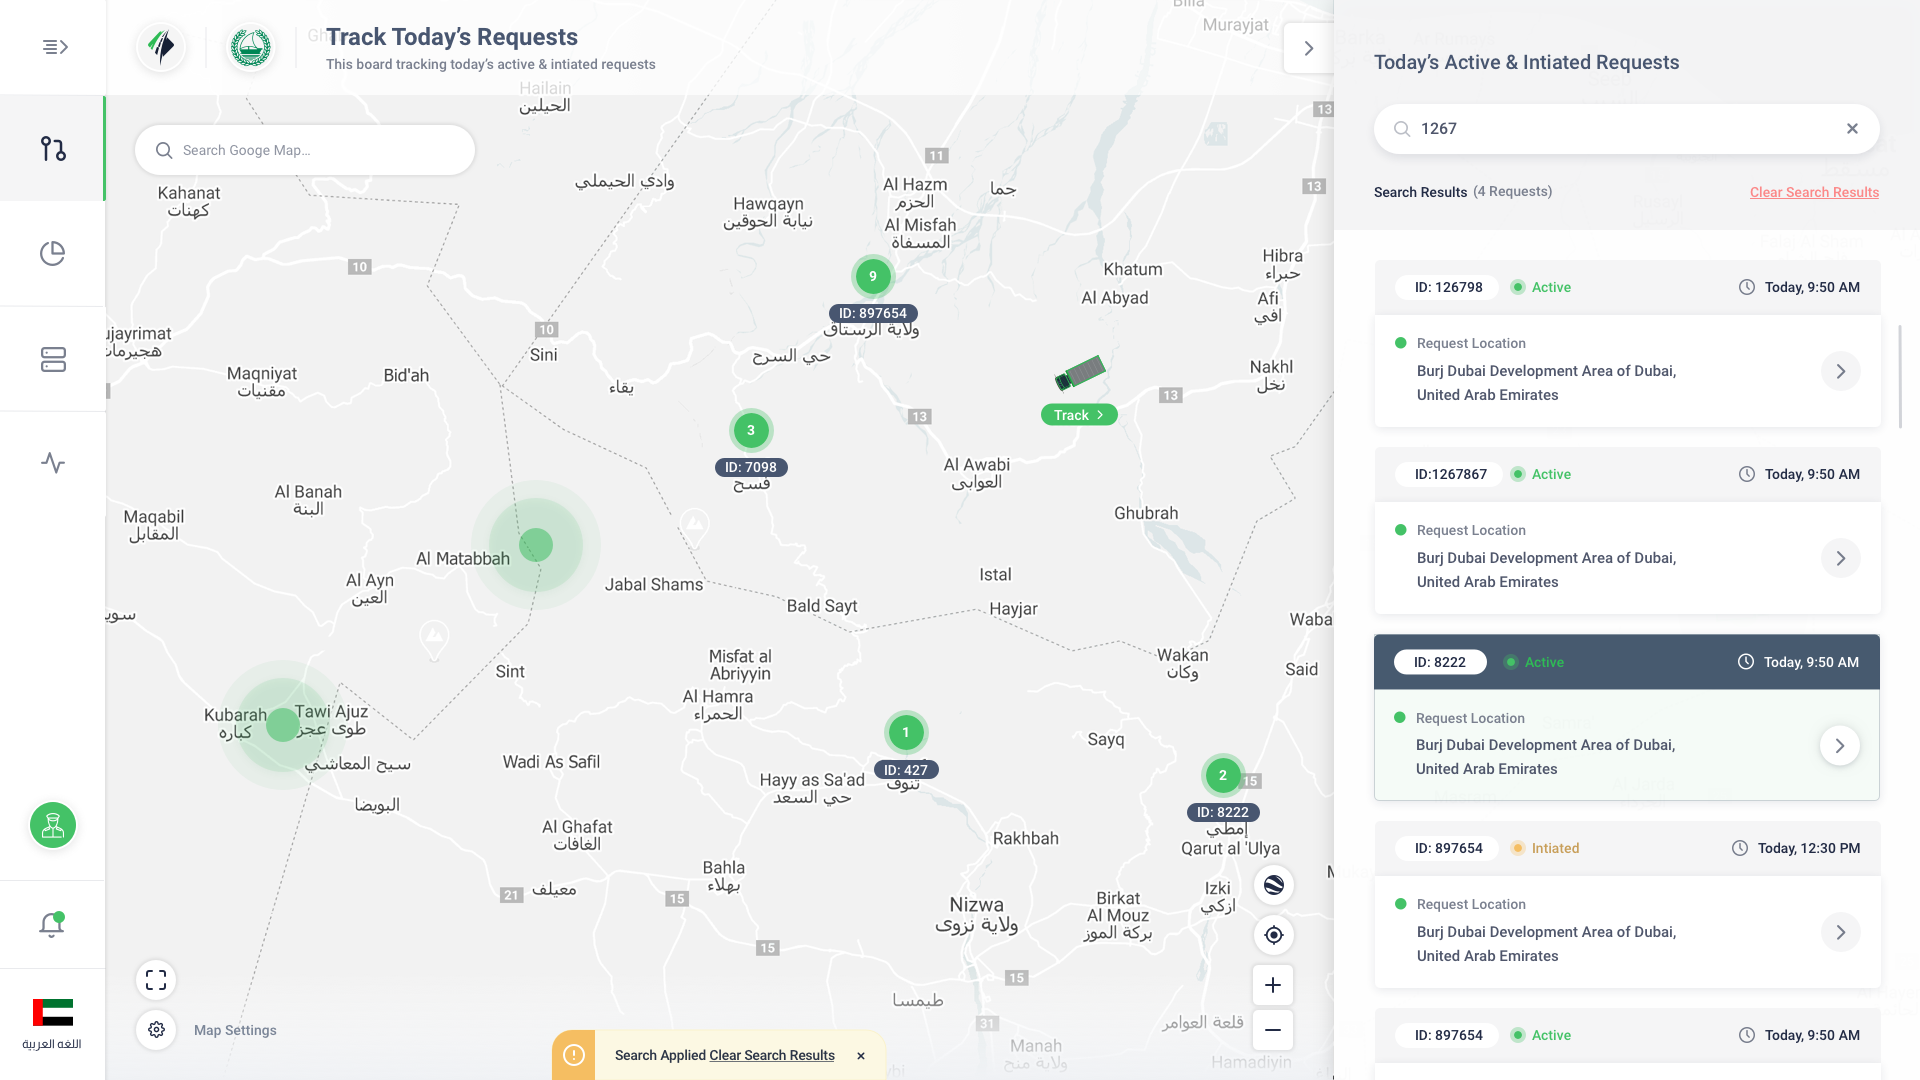 Track Today’s Requests
This board tracking today’s active & intiated requests
Murayjat
Hailain
الحيلين
Search Googe Map...
13
11
13
وادي الحيملي
Al Hazm
الحزم
جما
Kahanat
كهنات
Hawqayn
نيابة الحوقين
Al Misfah
المسفاة
10
9
Khatum
Hibra
حبراء
ID: 897654
ولاية الرستاق
Al Abyad
Afi
افي
10
Sini
حي السرح
هجيرمات
Maqniyat
مقنيات
Bid'ah
يقاء
Nakhl
نخل
13
Track
13
3
ID: 7098
فسح
Al Awabi
العوابى
Al Banah
البنة
Maqabil
المقابل
Ghubrah
Al Matabbah
Al Ayn
العين
Jabal Shams
Istal
Bald Sayt
Hayjar
Misfat al
Abriyyin
Wakan
وكان
Said
Sint
Al Hamra
الحمراء
Kubarah
كباره
Tawi Ajuz
طوى عجز
سيح المعاشي
1
ID: 427
تنوف
Sayq
Wadi As Safil
Hayy as Sa'ad
حي السعد
2
15
ID: 8222
إمطي
Qarut al 'Ulya
البويضا
Al Ghafat
الغافات
Rakhbah
Bahla
بهلاء
21
معيلف
15
Nizwa
ولاية نزوى
Birkat
Al Mouz
بركة الموز
Izki
ازكي
15
15
طيمسا
31
قلعة العوامر
Manah
ولاية منح
Hamadiyin
Map Settings
Search Applied Clear Search Results
اللغه العربية
Today’s Active & Intiated Requests
1267
Search Results (4 Requests)
Clear Search Results
ID: 126798 Active Today, 9:50 AM
Request Location
Burj Dubai Development Area of Dubai,
United Arab Emirates
ID:1267867 Active Today, 9:50 AM
Request Location
Burj Dubai Development Area of Dubai,
United Arab Emirates
ID: 8222 Active Today, 9:50 AM
Request Location
Burj Dubai Development Area of Dubai,
United Arab Emirates
ID: 897654 Intiated Today, 12:30 PM
Request Location
Burj Dubai Development Area of Dubai,
United Arab Emirates
ID: 897654 Active Today, 9:50 AM